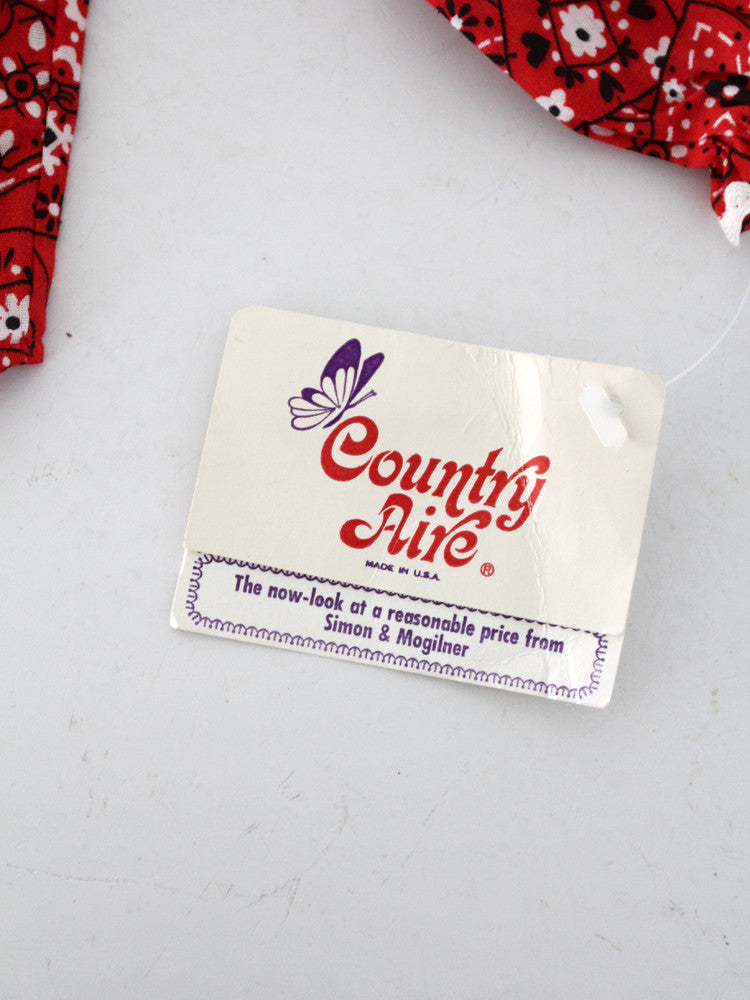 Country
Aire
MADE IN U.S.A. ®
The now-look at a reasonable price from
Simon & Mogilner